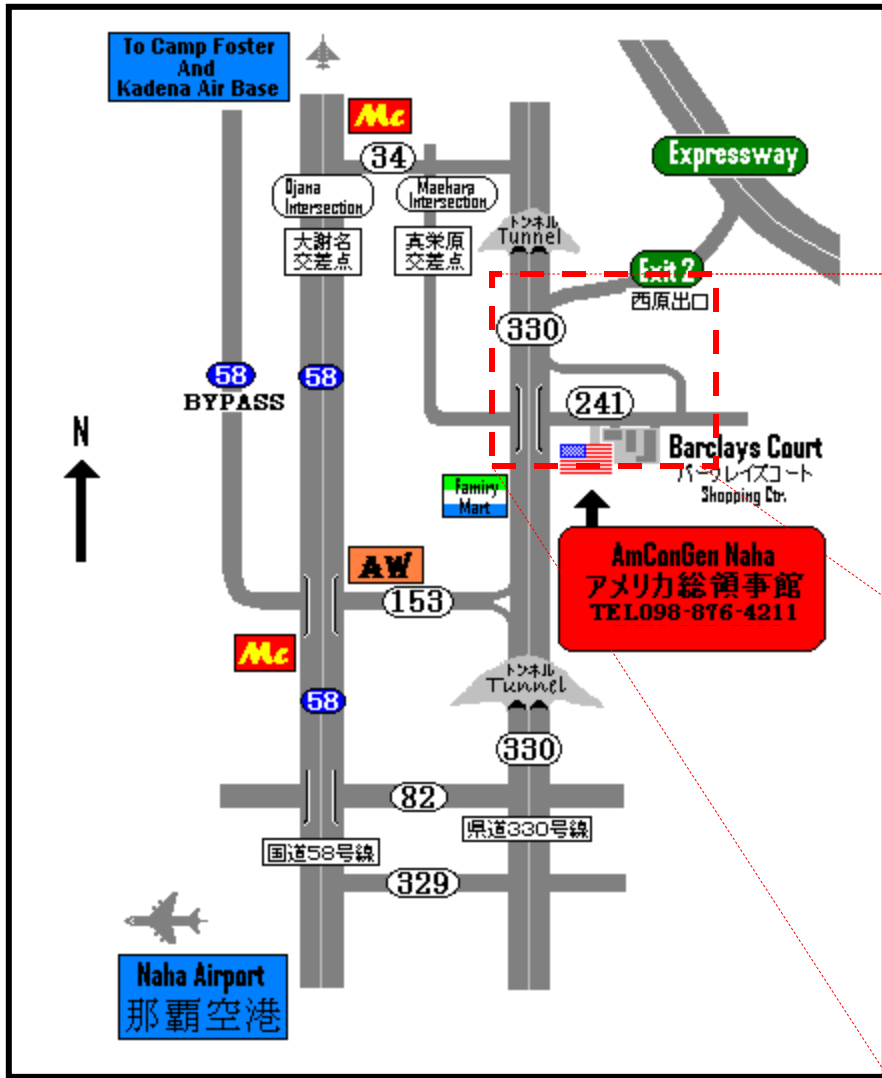 To Camp Foster
And
Kadena Air Base
Mc
34
Expressway
Ojana
Intersection
Maehara
Intersection
トンネル
Tunnel
大謝名
交差点
真栄原
交差点
Exit 2
西原出口
330
58
BYPASS
58
241
N
Barclays Court
バークレイズコート
Shopping Ctr.
Famiry
Mart
AmConGen Naha
アメリカ総領事館
TEL098-876-4211
AW
153
Mc
トンネル
Tunnel
58
330
82
県道330号線
国道58号線
329
Naha Airport
那覇空港